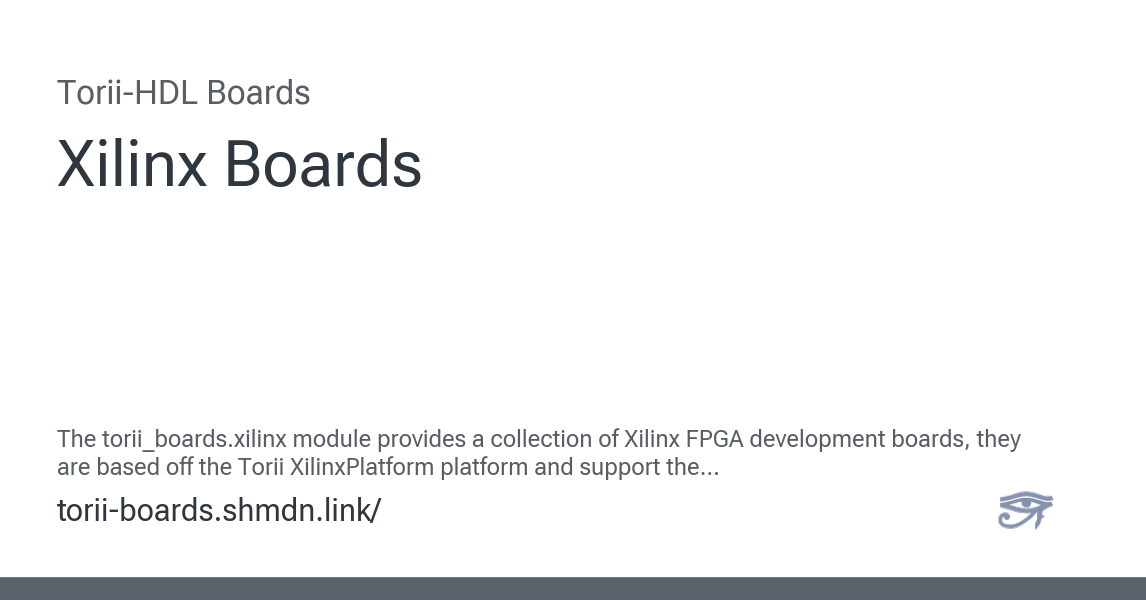 Torii-HDL Boards
Xilinx Boards
The torii_boards.xilinx module provides a collection of Xilinx FPGA development boards, they
are based off the Torii XilinxPlatform platform and support the...
torii-boards.shmdn.link/